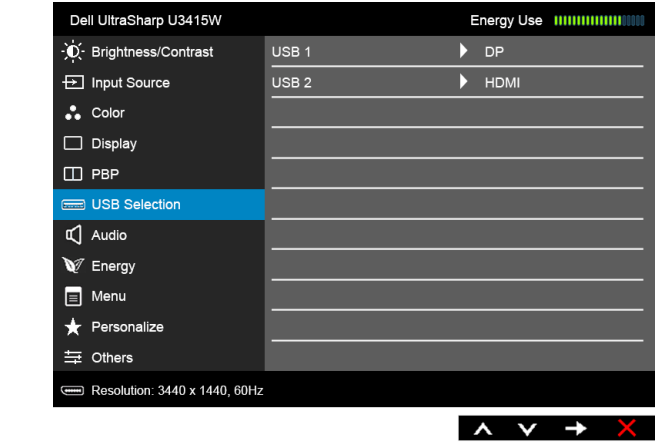 Dell UltraSharp U3415W Energy Use
Brightness/Contrast USB 1 DP
Input Source USB 2 HDMI
Color
Display
PBP
USB Selection
Audio
Energy
Menu
Personalize
Others
Resolution: 3440 x 1440, 60Hz